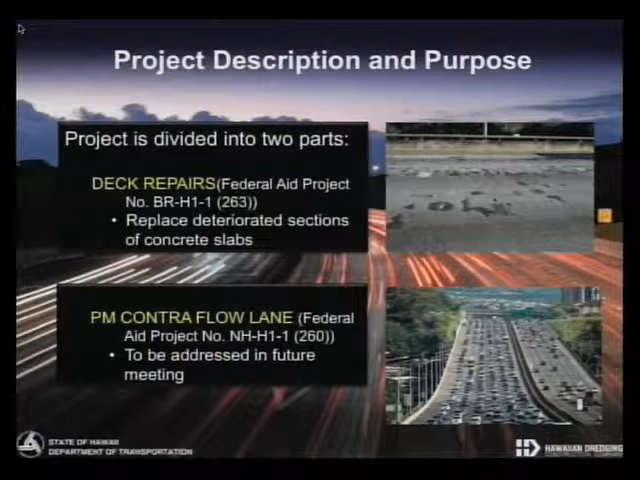 Project Description and Purpose
Project is divided into two parts:
DECK REPAIRS(Federal Aid Project
No. BR-H1-1 (263))
• Replace deteriorated sections
of concrete slabs
PM CONTRA FLOW LANE (Federal
Aid Project No. NH-H1-1 (260))
• To be addressed in future
meeting
STATE OF HAWAII
DEPARTMENT OF TRANSPORTATION
HAWAIIAN DREDGING